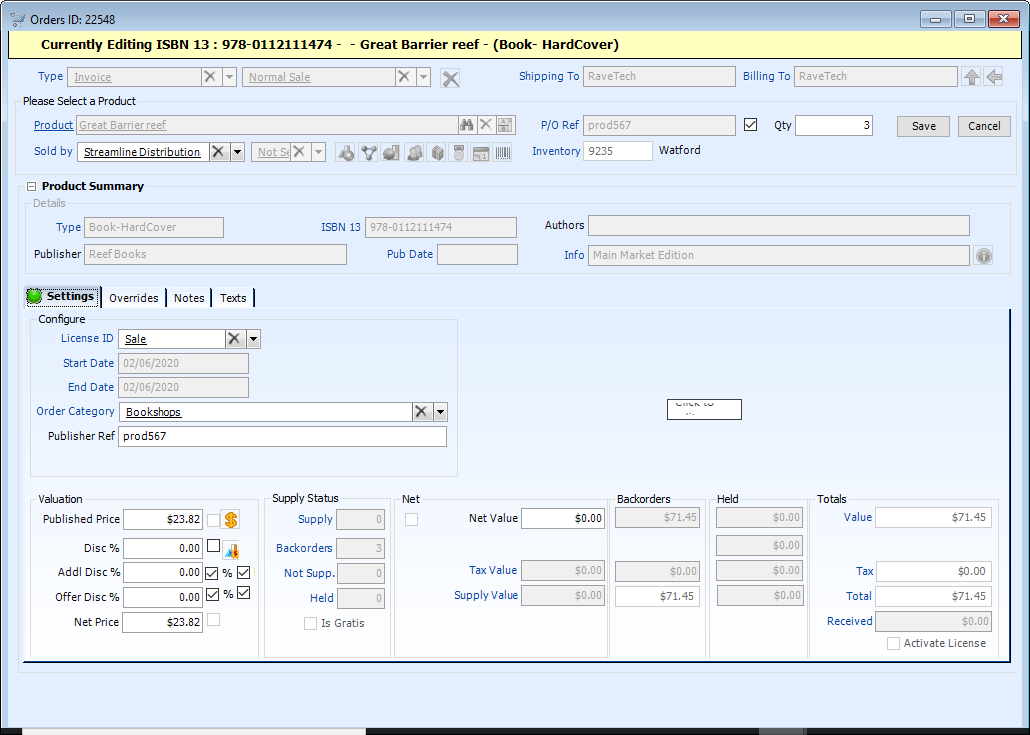 Orders ID: 22548
Currently Editing ISBN 13 : 978-0112111474 -  - Great Barrier reef - (Book- HardCover)
Type Invoice Normal Sale Shipping To RaveTech Billing To RaveTech
Please Select a Product
Product Great Barrier reef P/O Ref prod567 Qty 3 Save Cancel
Sold by Streamline Distribution Not Se Inventory 9235 Watford
Product Summary
Details
Type Book-HardCover ISBN 13 978-0112111474 Authors
Publisher Reef Books Pub Date Info Main Market Edition
Settings Overrides Notes Texts
Configure
License ID Sale
Start Date 02/06/2020
End Date 02/06/2020
Order Category Bookshops
Publisher Ref prod567
Valuation Supply Status Net Backorders Held Totals
Published Price $23.82 Supply 0 Net Value $0.00 $71.45 $0.00 Value $71.45
Disc % 0.00 Backorders 3 $0.00
Addl Disc % 0.00 % Not Supp. 0 Tax Value $0.00 $0.00 $0.00 Tax $0.00
Offer Disc % 0.00 % Held 0 Supply Value $0.00 $71.45 $0.00 Total $71.45
Net Price $23.82 Is Gratis Received $0.00
Activate License